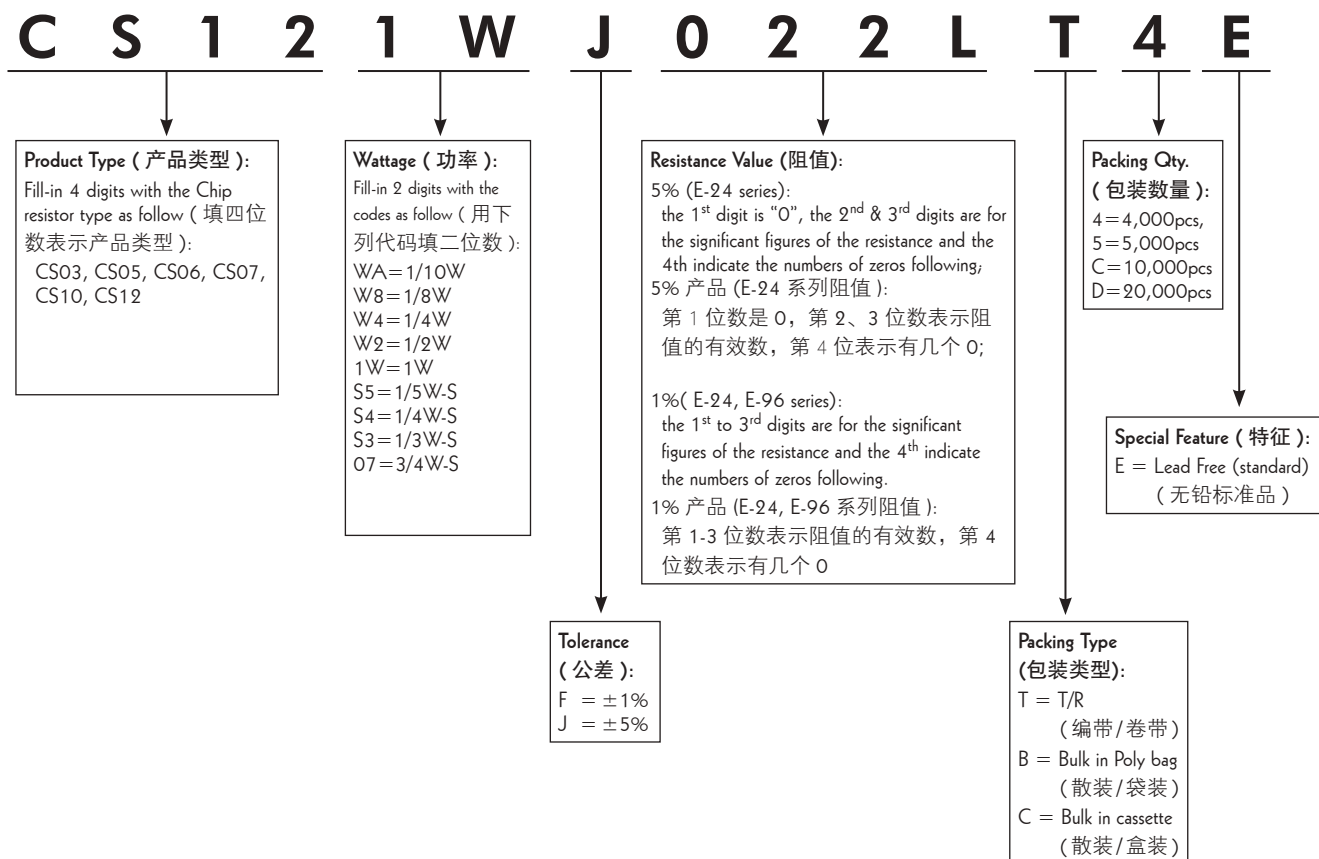 C S 1 2 1 W J 0 2 2 L T 4 E
Product Type ( 产品类型 ):
Fill-in 4 digits with the Chip
resistor type as follow ( 填四位
数表示产品类型 ):
CS03, CS05, CS06, CS07,
CS10, CS12
Wattage ( 功率 ):
Fill-in 2 digits with the
codes as follow ( 用下
列代码填二位数 ):
WA=1/10W
W8=1/8W
W4=1/4W
W2=1/2W
1W=1W
S5=1/5W-S
S4=1/4W-S
S3=1/3W-S
07=3/4W-S
Resistance Value (阻值):
5% (E-24 series):
the 1st digit is “0”, the 2nd & 3rd digits are for
the significant figures of the resistance and the
4th indicate the numbers of zeros following;
5% 产品 (E-24 系列阻值 ):
第 1 位数是 0，第 2、3 位数表示阻
值的有效数，第 4 位表示有几个 0;
1%( E-24, E-96 series):
the 1st to 3rd digits are for the significant
figures of the resistance and the 4th indicate
the numbers of zeros following.
1% 产品 (E-24, E-96 系列阻值 ):
第 1-3 位数表示阻值的有效数，第 4
位数表示有几个 0
Packing Qty.
( 包装数量 ):
4=4,000pcs,
5=5,000pcs
C=10,000pcs
D=20,000pcs
Special Feature ( 特征 ):
E = Lead Free (standard)
( 无铅标准品 )
Tolerance
( 公差 ):
F = ±1%
J = ±5%
Packing Type
(包装类型):
T = T/R
( 编带/卷带 )
B = Bulk in Poly bag
( 散装/袋装 )
C = Bulk in cassette
( 散装/盒装 )